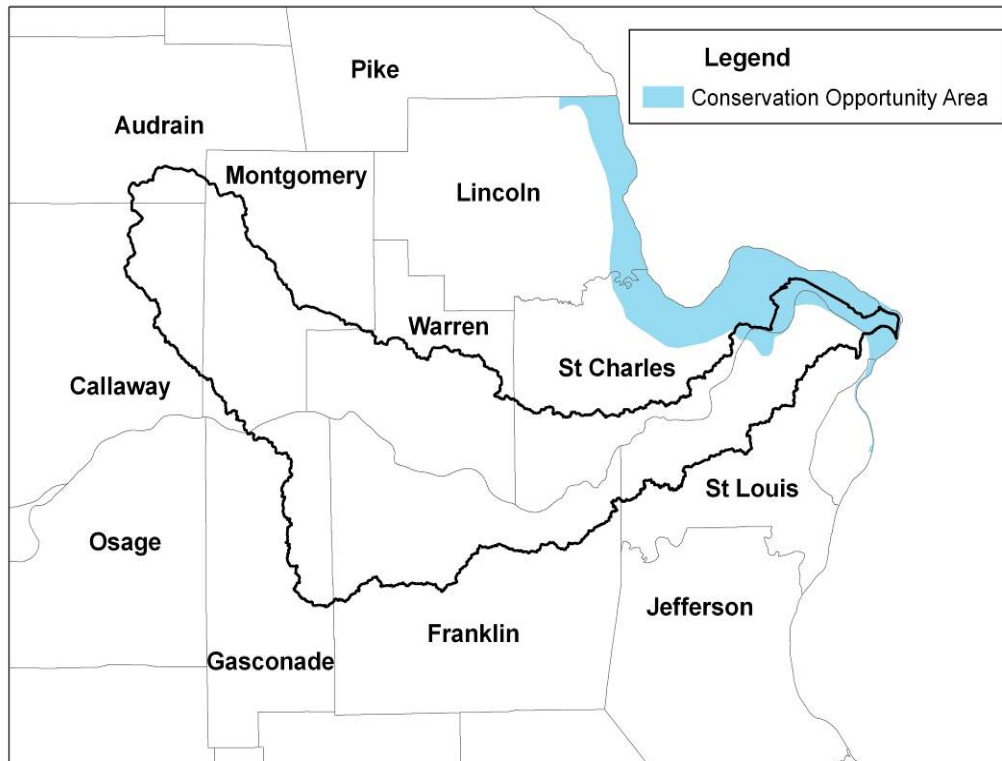 Legend
Conservation Opportunity Area
Pike
Audrain
Montgomery
Lincoln
Warren
St Charles
Callaway
St Louis
Osage
Jefferson
Franklin
Gasconade